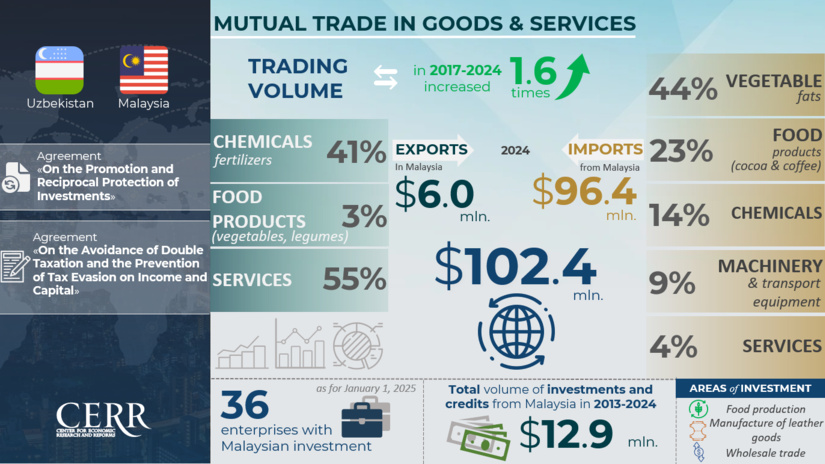 MUTUAL TRADE IN GOODS & SERVICES
Uzbekistan
Malaysia
Agreement
«On the Promotion and
Reciprocal Protection of
Investments»
Agreement
«On the Avoidance of Double
Taxation and the Prevention
of Tax Evasion on Income and
Capital»
CERR
CENTER FOR ECONOMIC
RESEARCH AND REFORMS
TRADING
VOLUME
in 2017-2024
increased
1.6
times
CHEMICALS
fertilizers
41%
FOOD
PRODUCTS
(vegetables, legumes)
3%
SERVICES
55%
EXPORTS
In Malaysia
$6.0
mln.
2024
IMPORTS
from Malaysia
$96.4
mln.
$102.4
mln.
44%
VEGETABLE
fats
23%
FOOD
products
(cocoa & coffee)
14%
CHEMICALS
9%
MACHINERY
& transport
equipment
4%
SERVICES
as for January 1, 2025
36
enterprises with
Malaysian investment
Total volume of investments and
credits from Malaysia in 2013-2024
$12.9 mln.
AREAS of INVESTMENT
Food production
Manufacture of leather
goods
Wholesale trade